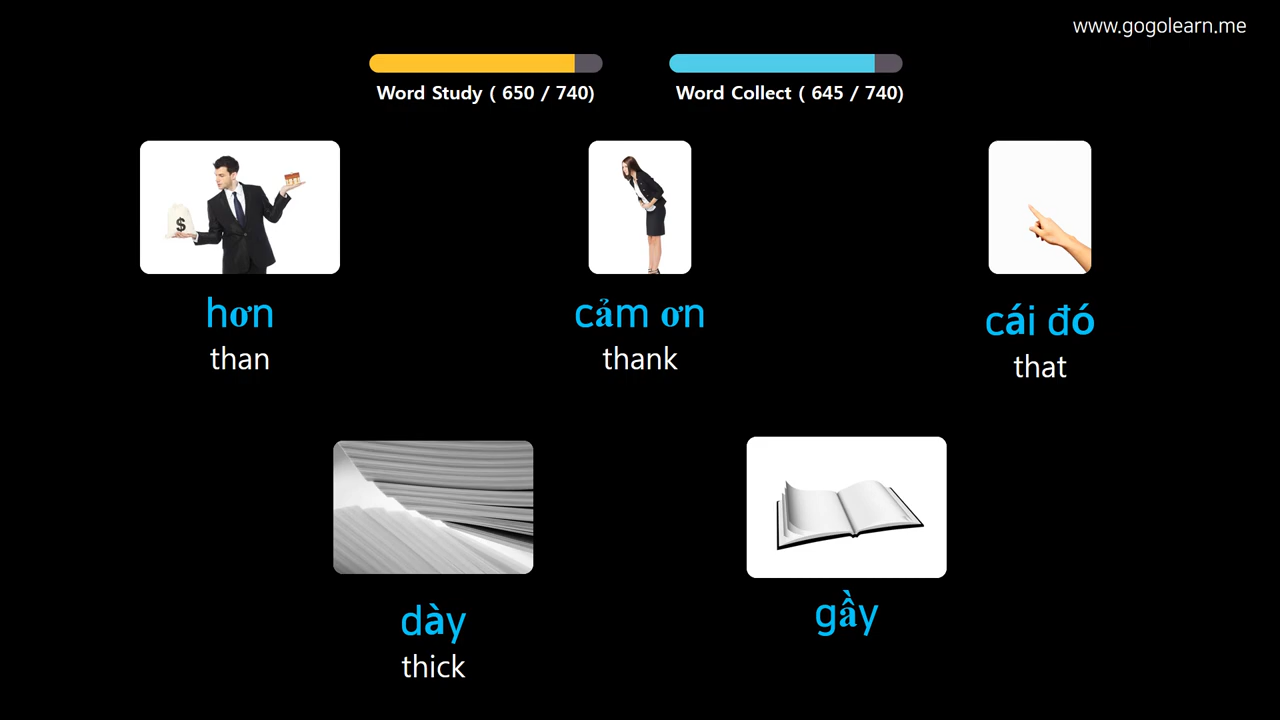 www.gogolearn.me
Word Study ( 650 / 740)
Word Collect ( 645 / 740)
$
hơn
than
cảm ơn
thank
cái đó
that
dày
thick
gầy